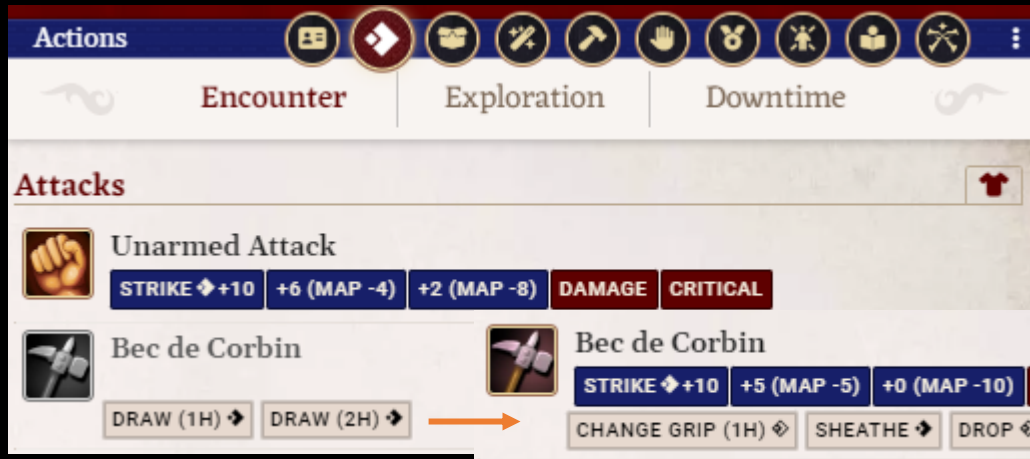 Actions
Encounter Exploration Downtime
Attacks
Unarmed Attack
STRIKE +10 +6 (MAP -4) +2 (MAP -8) DAMAGE CRITICAL
Bec de Corbin
DRAW (1H) DRAW (2H)
Bec de Corbin
STRIKE +10 +5 (MAP -5) +0 (MAP -10)
CHANGE GRIP (1H) SHEATHE DROP